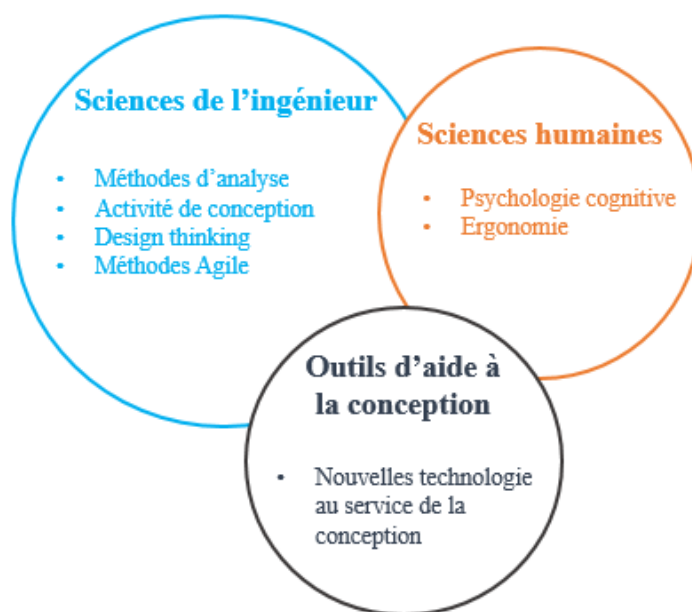 Sciences de l’ingénieur
• Méthodes d’analyse
• Activité de conception
• Design thinking
• Méthodes Agile
Sciences humaines
• Psychologie cognitive
• Ergonomie
Outils d’aide à
la conception
• Nouvelles technologie
au service de la
conception